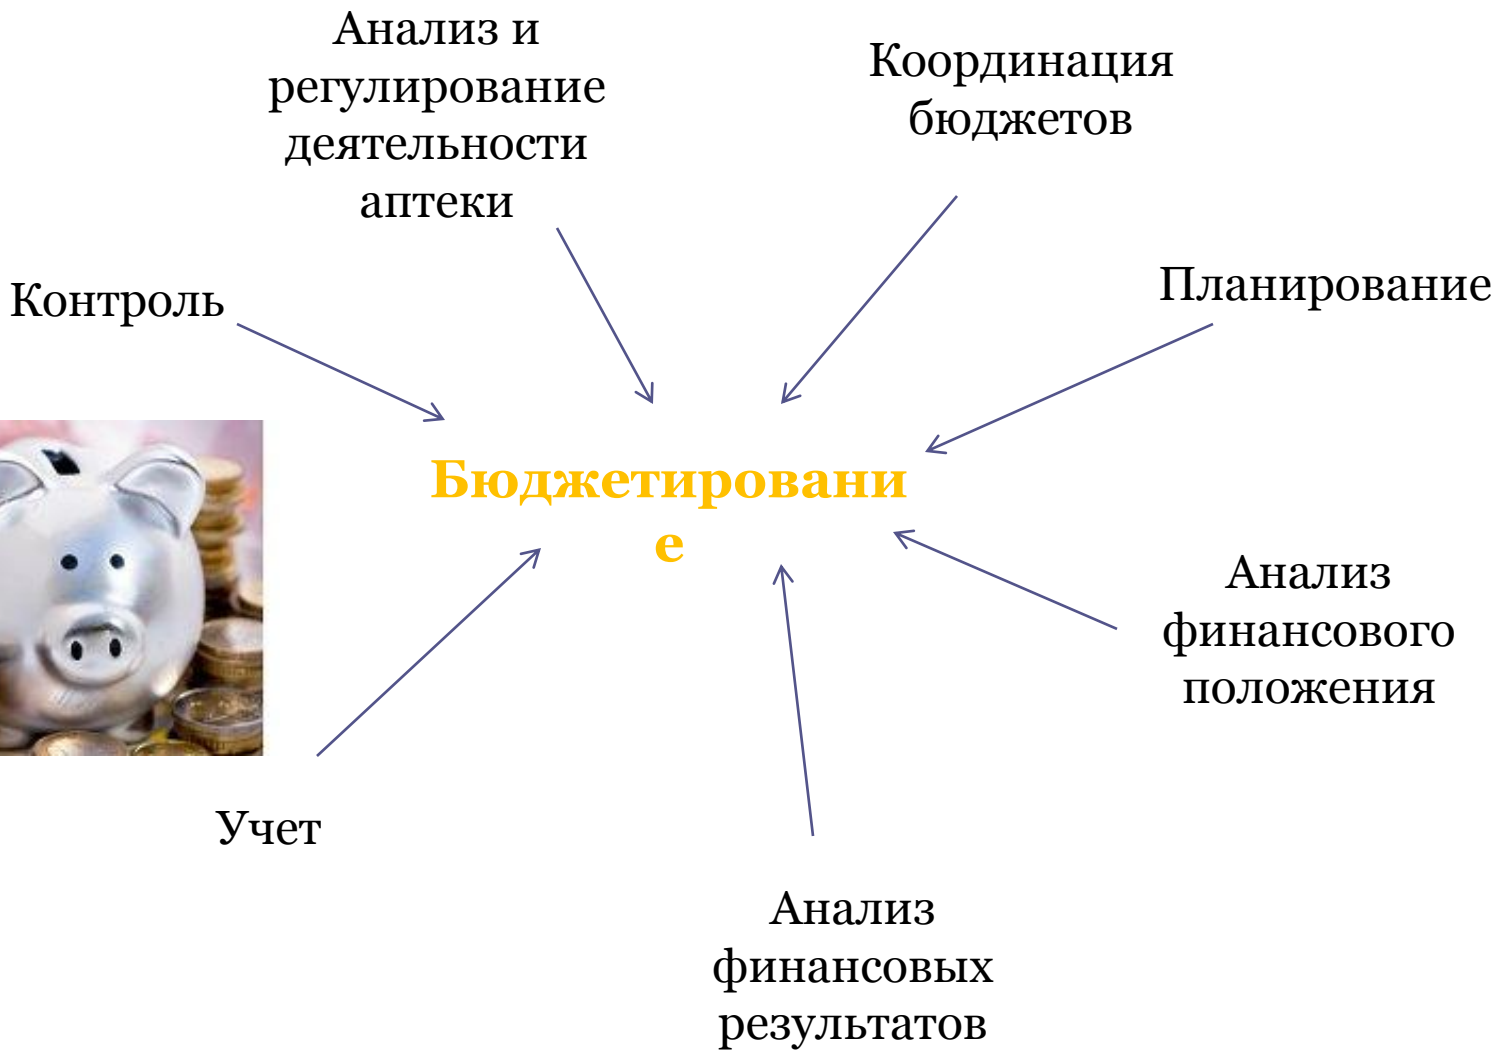 Анализ и
регулирование
деятельности
аптеки
Координация
бюджетов
Контроль
Планирование
Бюджетировани
е
Анализ
финансового
положения
Учет
Анализ
финансовых
результатов